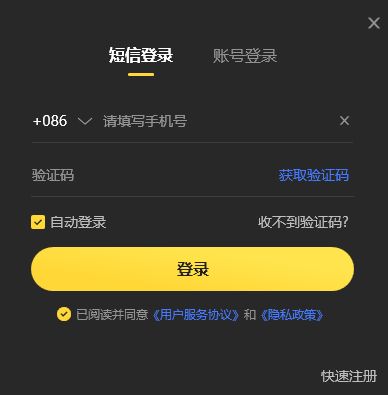 短信登录 账号登录
+086 请填写手机号
验证码 获取验证码
自动登录 收不到验证码?
登录
已阅读并同意《用户服务协议》和《隐私政策》
快速注册